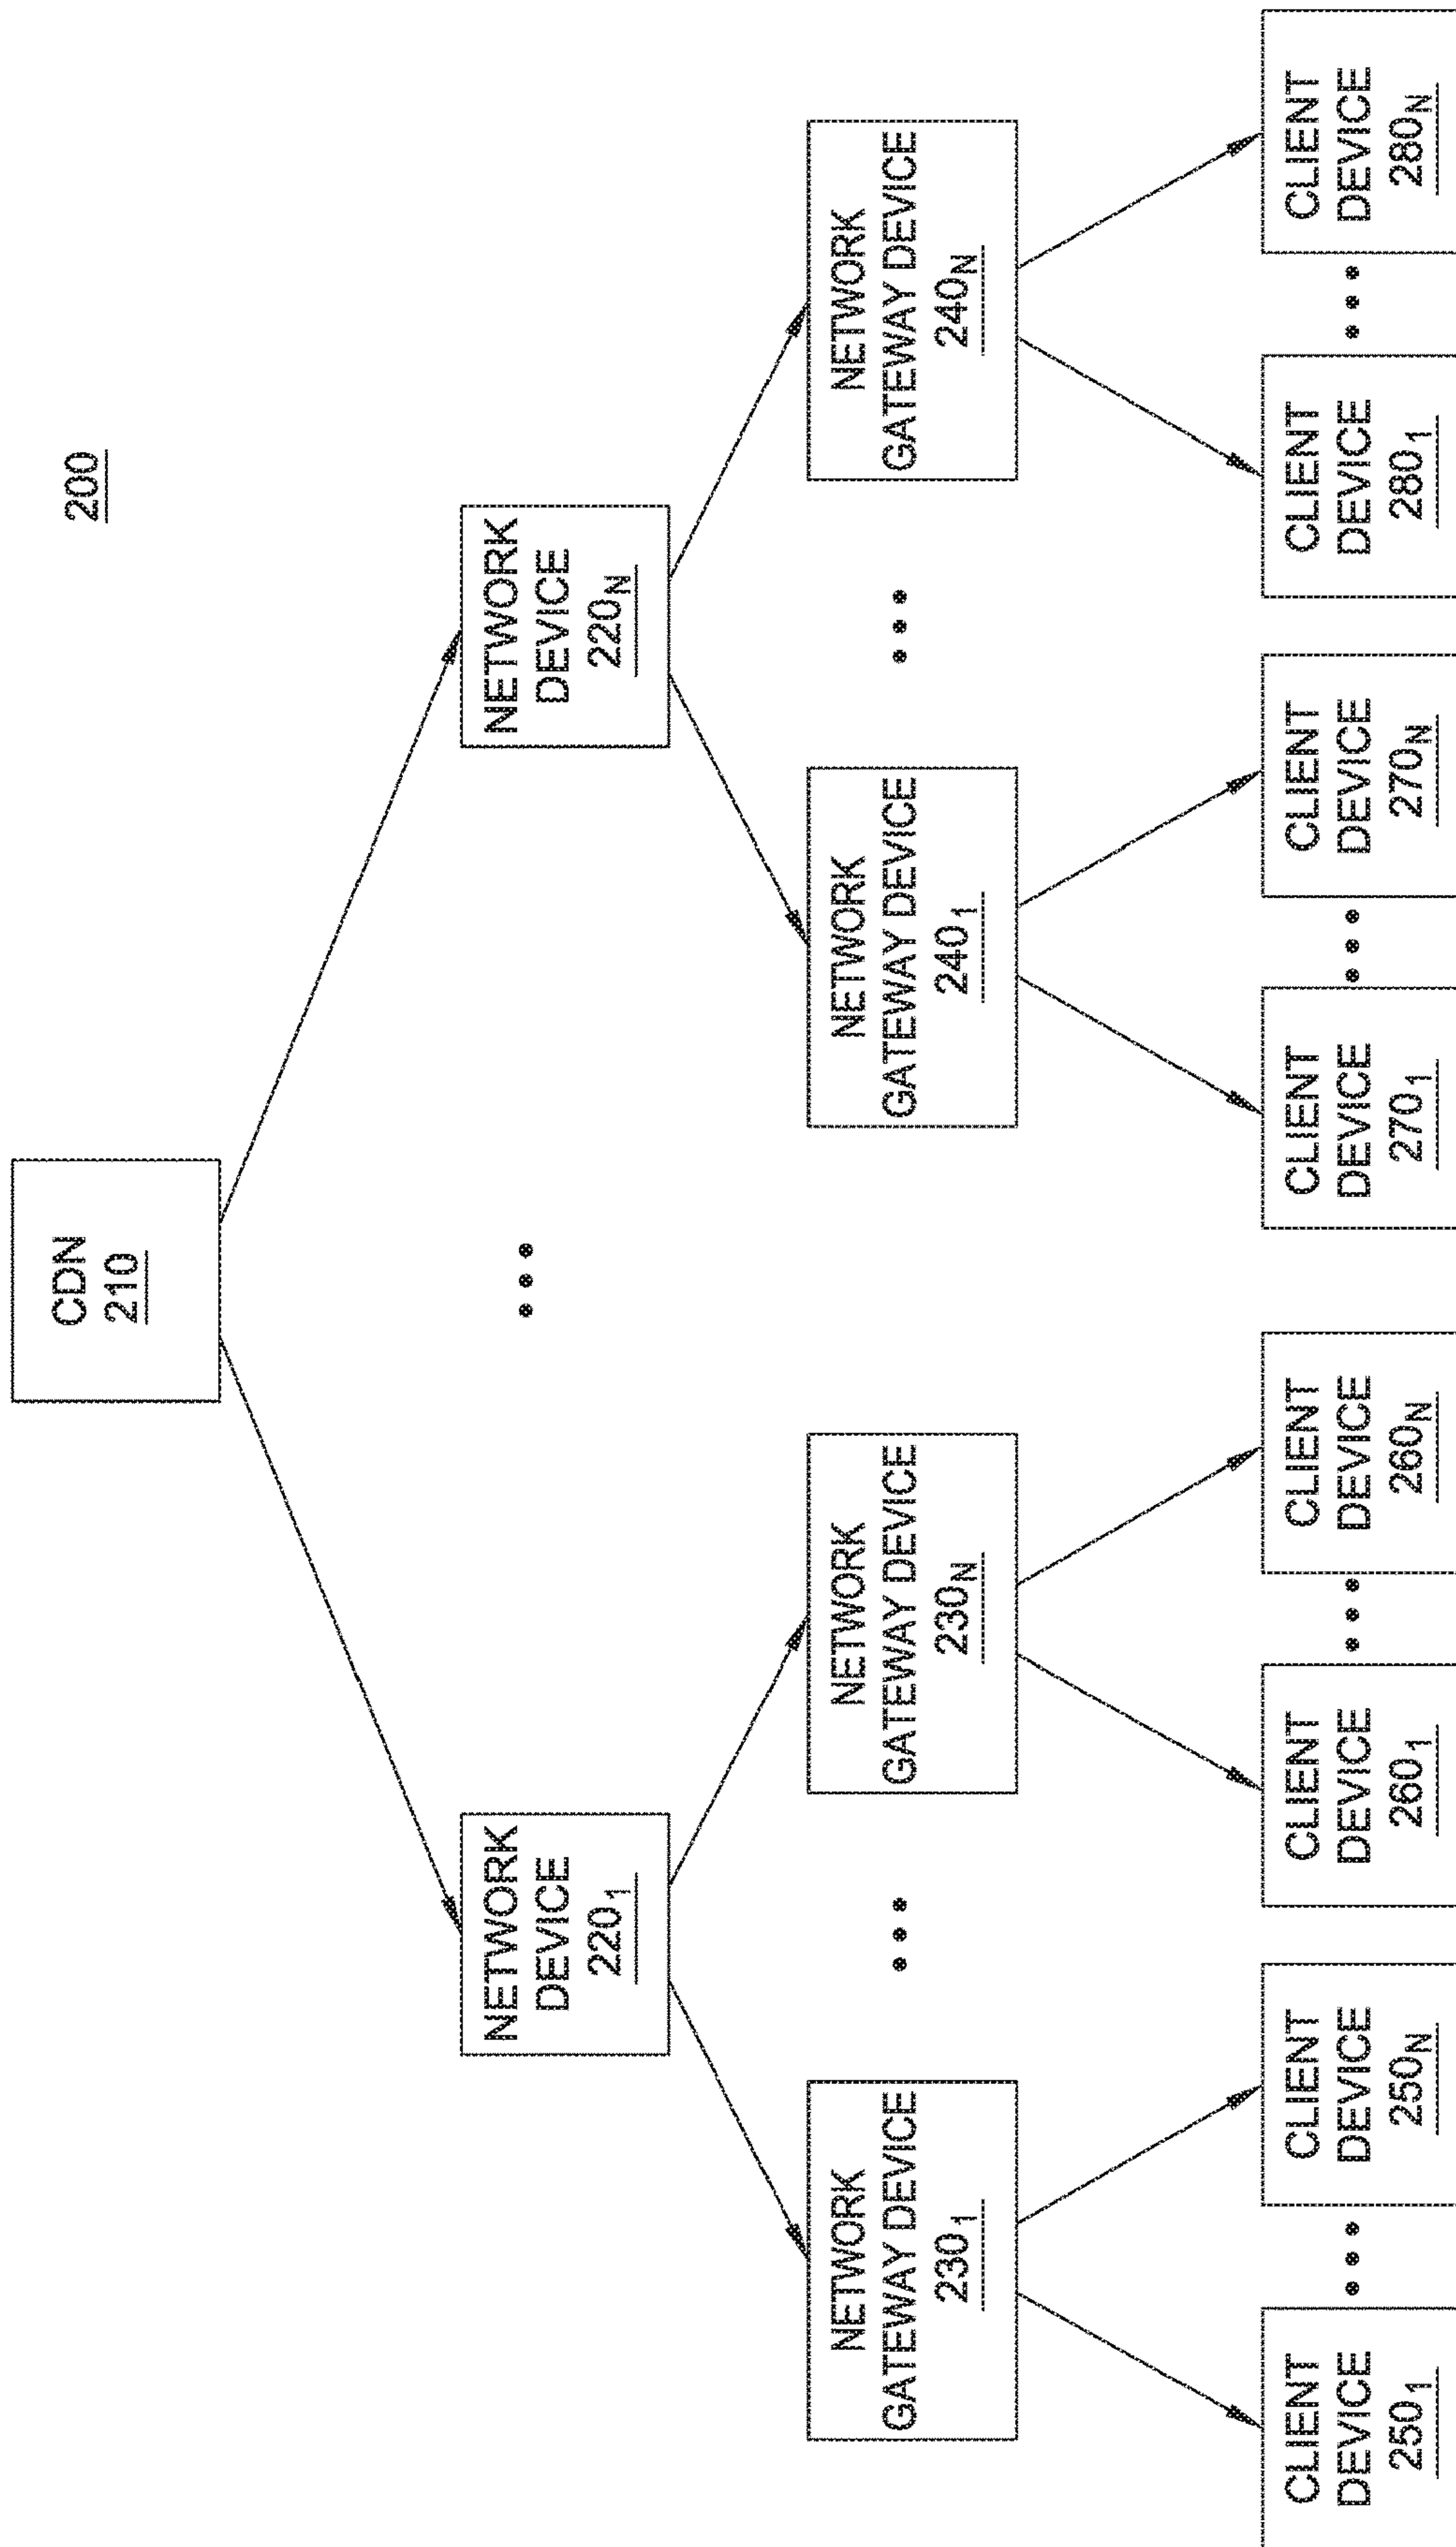 200
CDN
210
NETWORK
DEVICE
220₁
NETWORK
DEVICE
220N
NETWORK
GATEWAY DEVICE
230₁
NETWORK
GATEWAY DEVICE
230N
NETWORK
GATEWAY DEVICE
240₁
NETWORK
GATEWAY DEVICE
240N
CLIENT
DEVICE
250₁
CLIENT
DEVICE
250N
CLIENT
DEVICE
260₁
CLIENT
DEVICE
260N
CLIENT
DEVICE
270₁
CLIENT
DEVICE
270N
CLIENT
DEVICE
280₁
CLIENT
DEVICE
280N